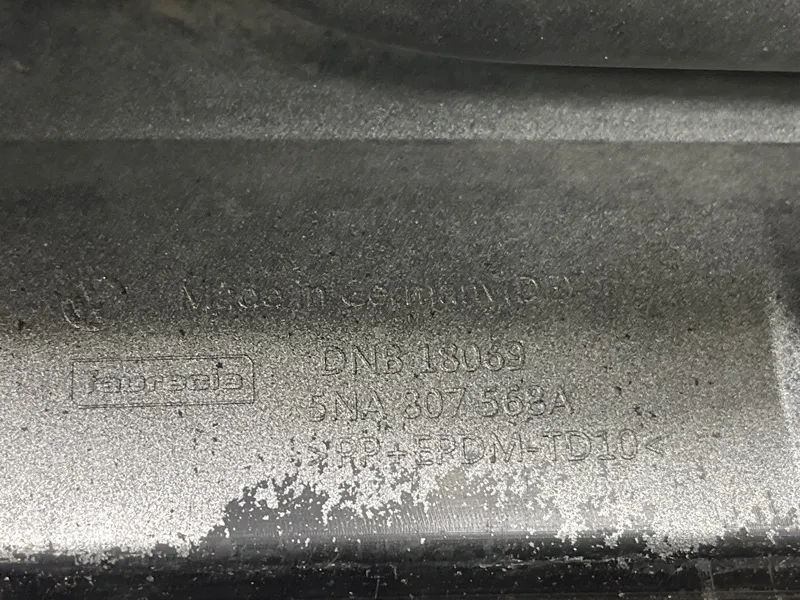 Made in Germany (D)
DNB 18069
faurecia
5NA 807 568A
>PP+EPDM-TD10<